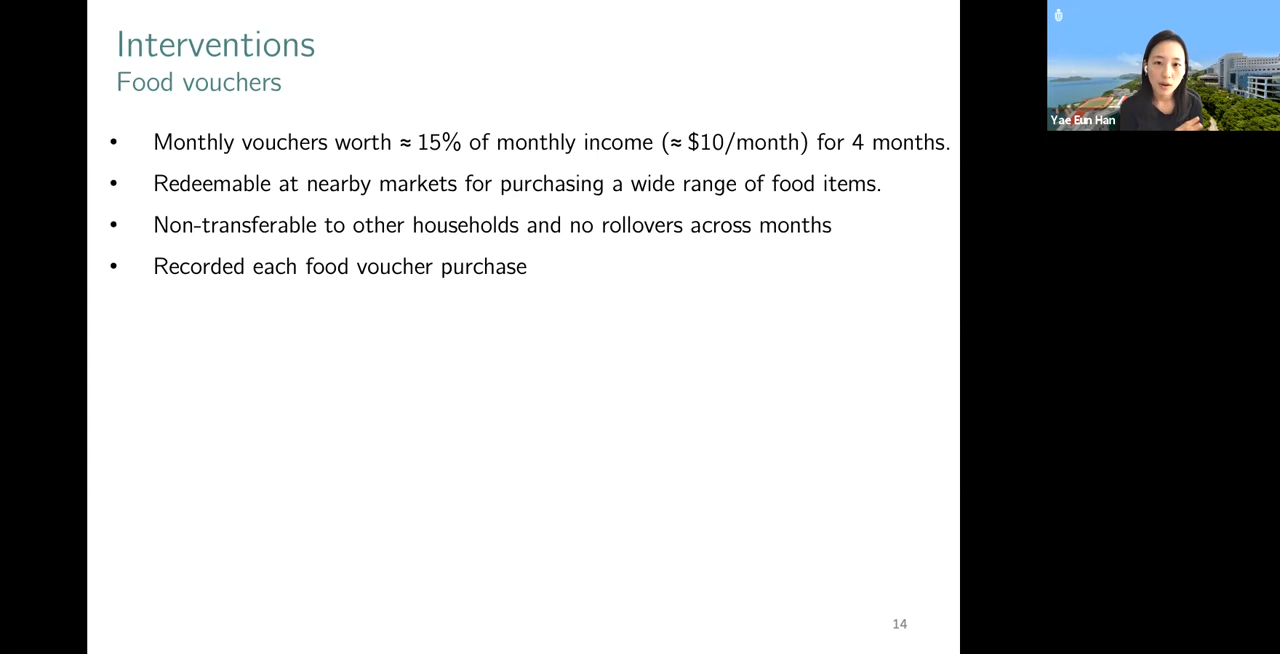 Interventions
Food vouchers
• Monthly vouchers worth ≈ 15% of monthly income (≈ $10/month) for 4 months.
• Redeemable at nearby markets for purchasing a wide range of food items.
• Non-transferable to other households and no rollovers across months
• Recorded each food voucher purchase
14
Yae Eun Han